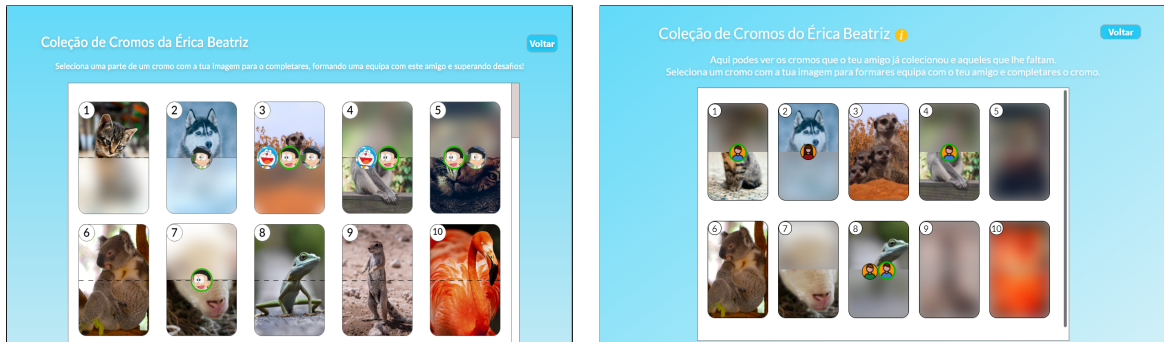 Coleção de Cromos da Érica Beatriz
Voltar
Seleciona uma parte de um cromo com a tua imagem para o completares, formando uma equipa com este amigo e superando desafios!
1
2
3
4
5
6
7
8
9
10
Coleção de Cromos do Érica Beatriz i
Voltar
Aqui podes ver os cromos que o teu amigo já colecionou e aqueles que lhe faltam.
Seleciona um cromo com a tua imagem para formares equipa com o teu amigo e completares o cromo.
1
2
3
4
5
6
7
8
9
10